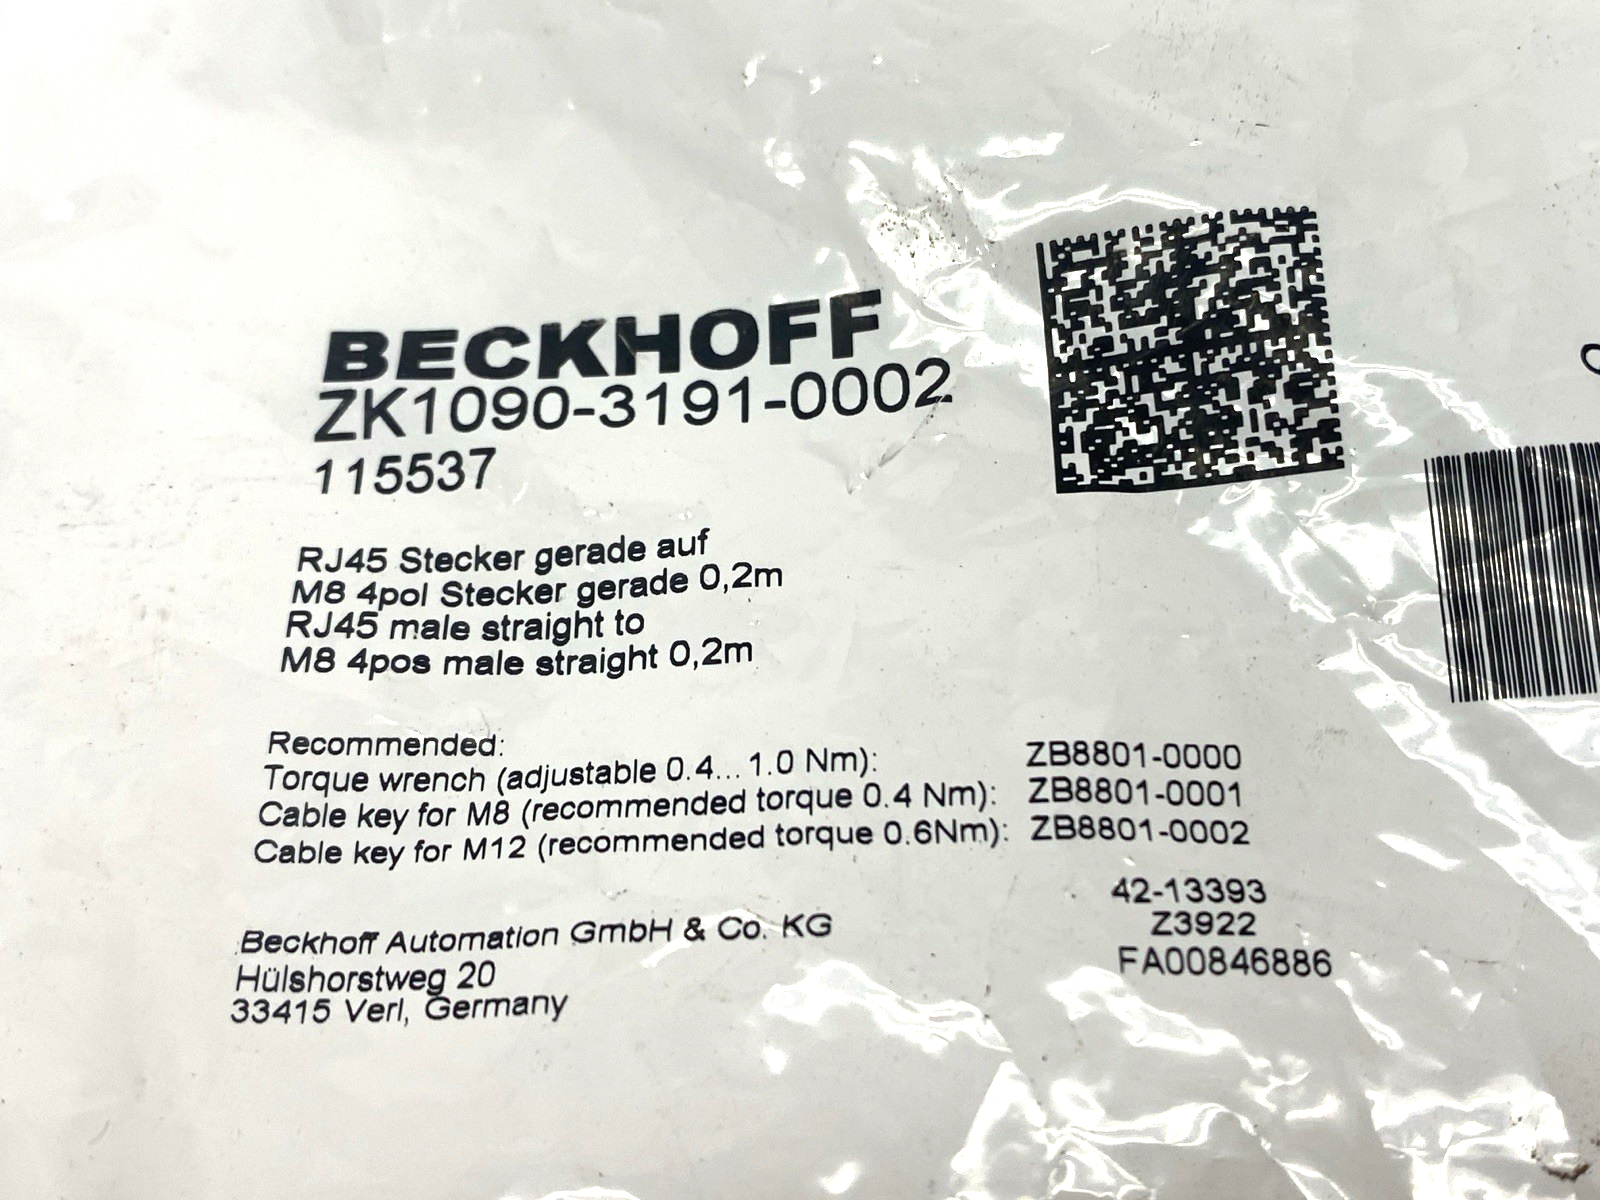 BECKHOFF
ZK1090-3191-0002
115537
RJ45 Stecker gerade auf
M8 4pol Stecker gerade 0,2m
RJ45 male straight to
M8 4pos male straight 0,2m
Recommended:
Torque wrench (adjustable 0.4... 1.0 Nm): ZB8801-0000
Cable key for M8 (recommended torque 0.4 Nm): ZB8801-0001
Cable key for M12 (recommended torque 0.6Nm): ZB8801-0002
42-13393
Z3922
FA00846886
Beckhoff Automation GmbH & Co. KG
Hülshorstweg 20
33415 Verl, Germany